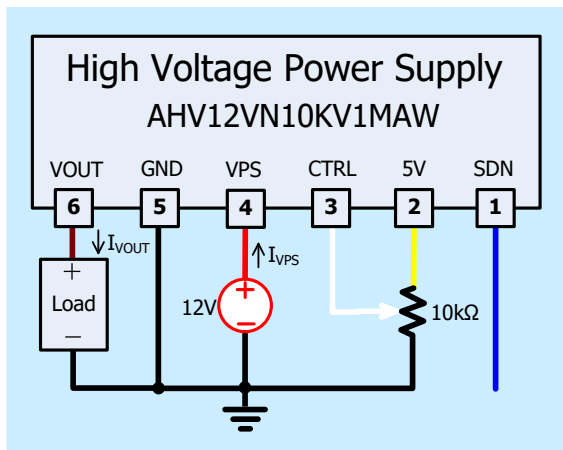 High Voltage Power Supply
AHV12VN10KV1MAW
VOUT GND VPS CTRL 5V SDN
6 5 4 3 2 1
↓IVOUT ↑IVPS
+ +
Load 12V 10kΩ
− −